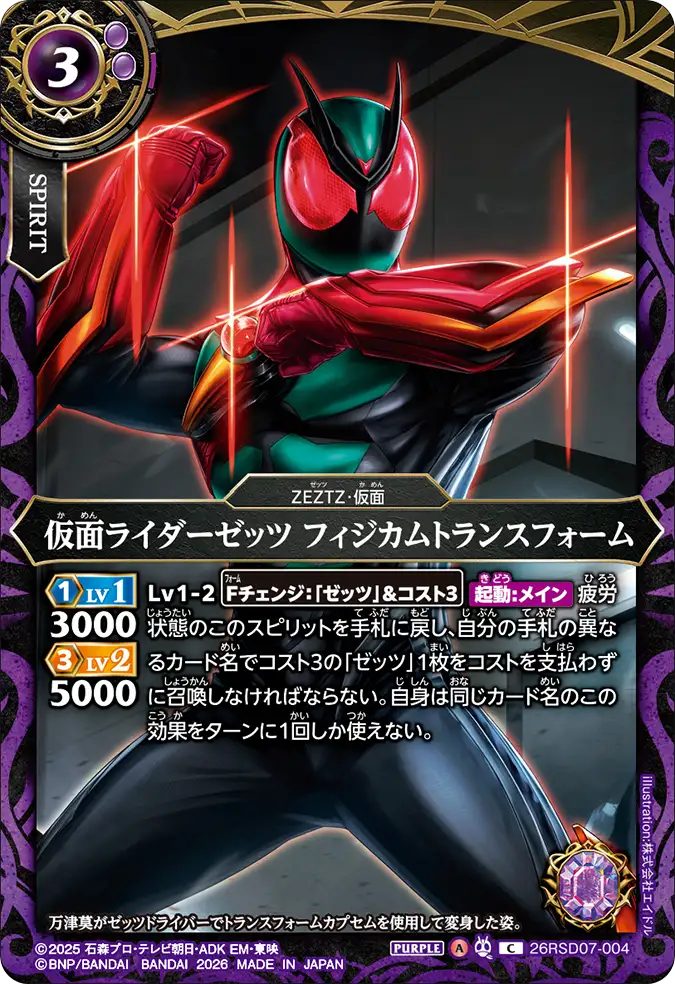 3
SPIRIT
ZEZTZ・仮面
仮面ライダーゼッツ フィジカムトランスフォーム
1 LV1
3000
3 LV2
5000
Lv1-2 Fチェンジ:「ゼッツ」&コスト3 起動:メイン 疲労
状態のこのスピリットを手札に戻し、自分の手札の異な
るカード名でコスト3の「ゼッツ」1枚をコストを支払わず
に召喚しなければならない。自身は同じカード名のこの
効果をターンに1回しか使えない。
illustration:株式会社エイドル
万津莫がゼッツドライバーでトランスフォームカプセムを使用して変身した姿。
©2025 石森プロ・テレビ朝日・ADK EM・東映
©BNP/BANDAI BANDAI 2026 MADE IN JAPAN
PURPLE A C 26RSD07-004